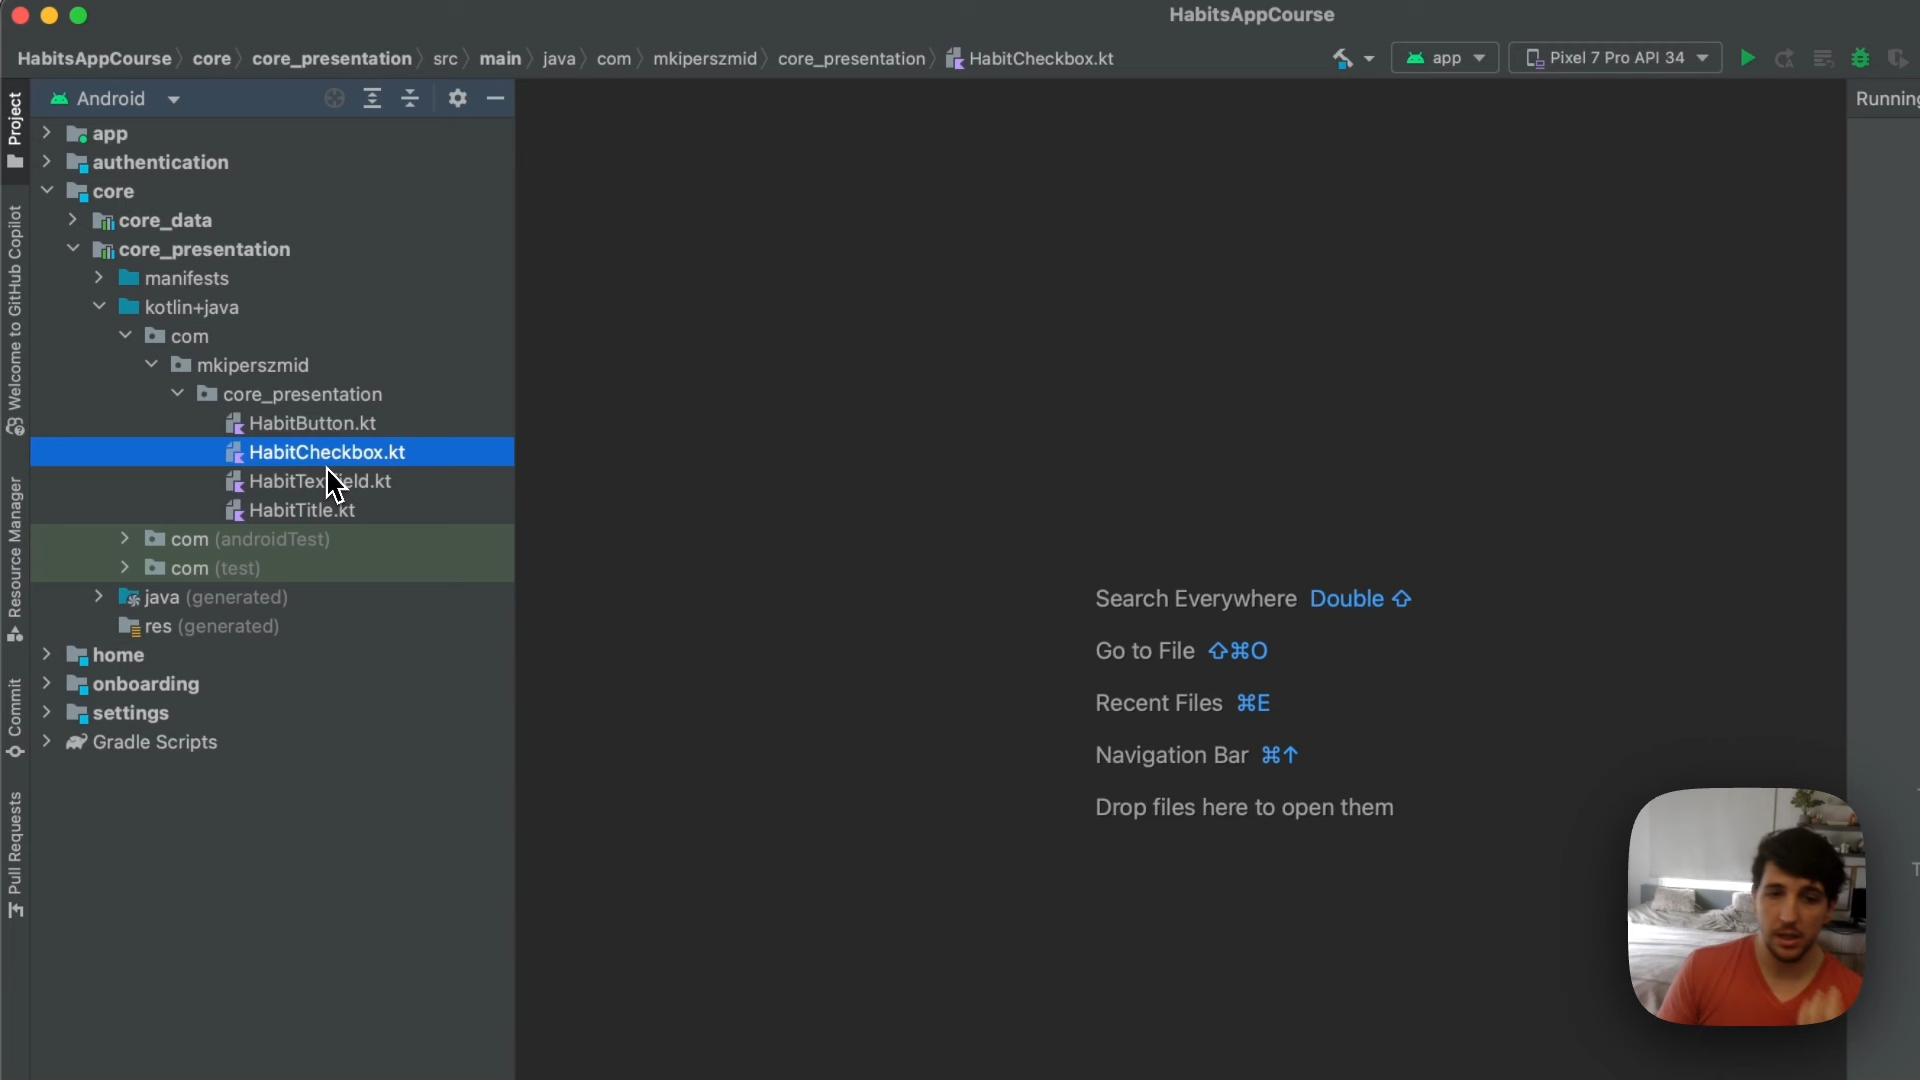 HabitsAppCourse
HabitsAppCourse core core_presentation src main java com mkiperszmid core_presentation HabitCheckbox.kt
app
Pixel 7 Pro API 34
Project
Welcome to GitHub Copilot
Resource Manager
Commit
Pull Requests
Android
app
authentication
core
core_data
core_presentation
manifests
kotlin+java
com
mkiperszmid
core_presentation
HabitButton.kt
HabitCheckbox.kt
HabitTextField.kt
HabitTitle.kt
com (androidTest)
com (test)
java (generated)
res (generated)
home
onboarding
settings
Gradle Scripts
Search Everywhere Double ⇧
Go to File ⇧⌘O
Recent Files ⌘E
Navigation Bar ⌘↑
Drop files here to open them
Running